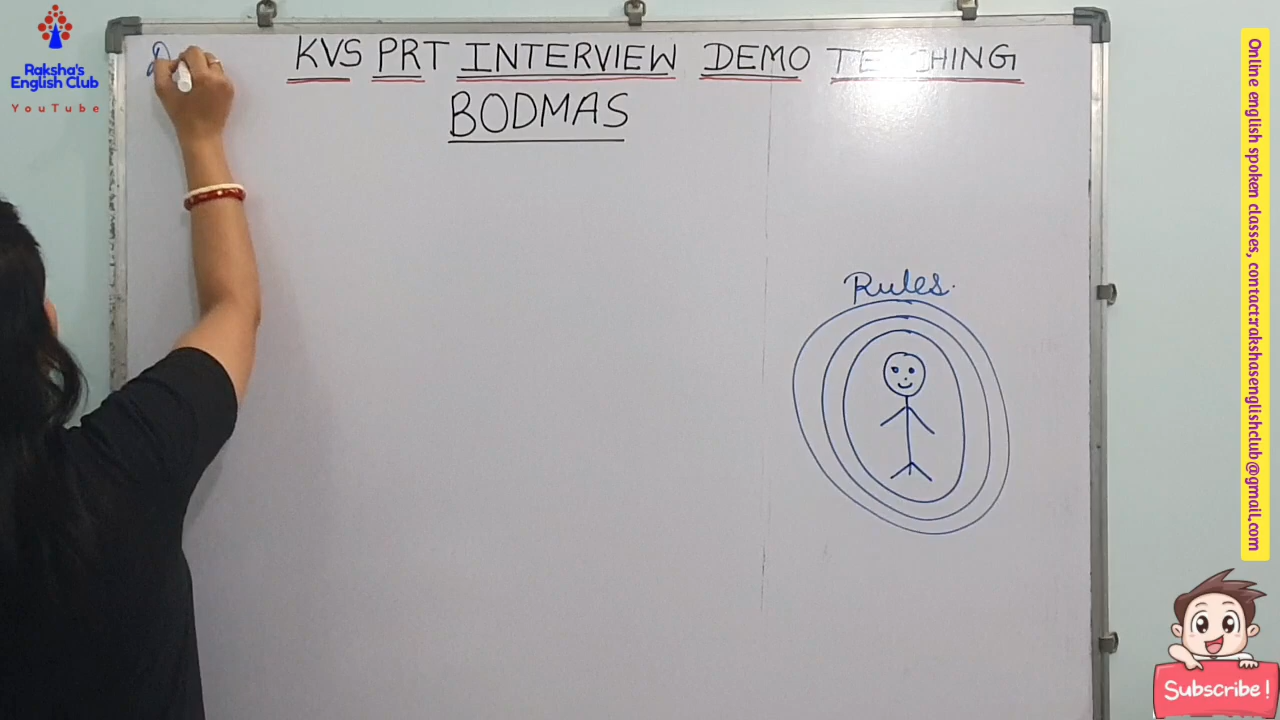 KVS PRT INTERVIEW DEMO TEACHING
BODMAS
Rules.
Raksha's
English Club
YouTube
Online english spoken classes, contact:rakshasenglishclub@gmail.com
Subscribe!